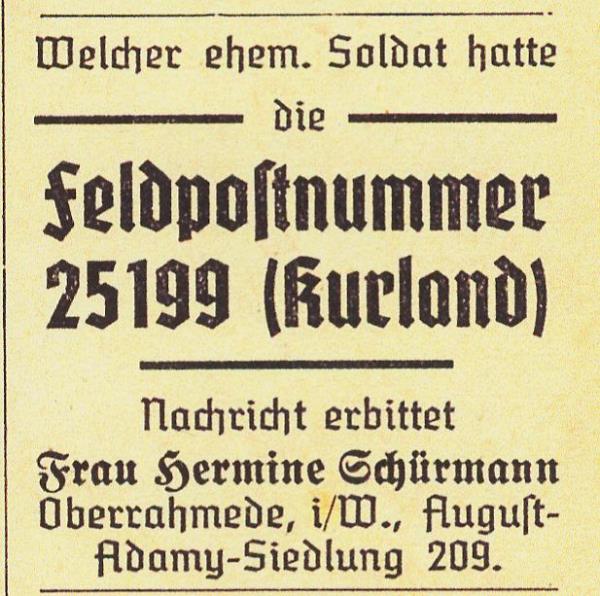 Welcher ehem. Soldat hatte
die
Feldpostnummer
25199 (Kurland)
Nachricht erbittet
Frau Hermine Schürmann
Oberrahmede, i/W., August-
Adamy-Siedlung 209.